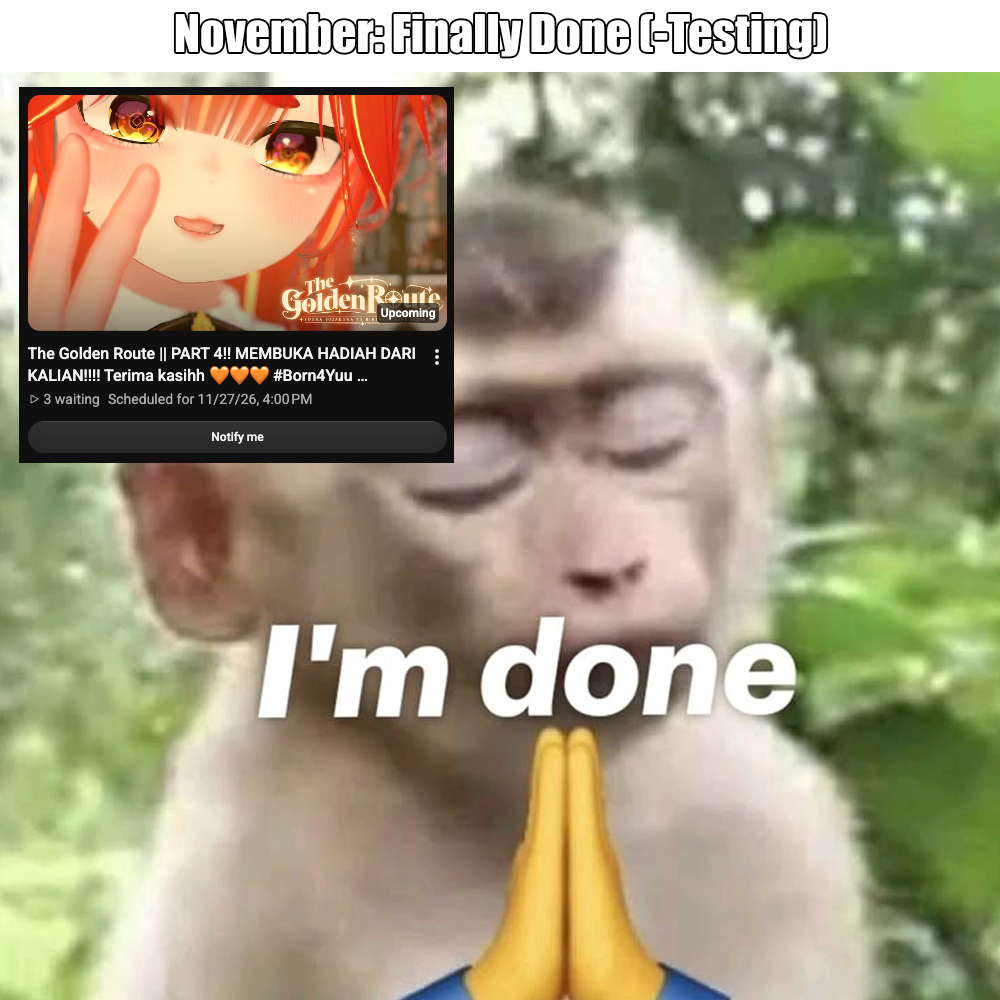 November: Finally Done (-Testing)
The
Golden Route
Upcoming
The Golden Route || PART 4!! MEMBUKA HADIAH DARI
KALIAN!!!! Terima kasihh 🧡🧡🧡 #Born4Yuu ...
3 waiting Scheduled for 11/27/26, 4:00 PM
Notify me
I'm done